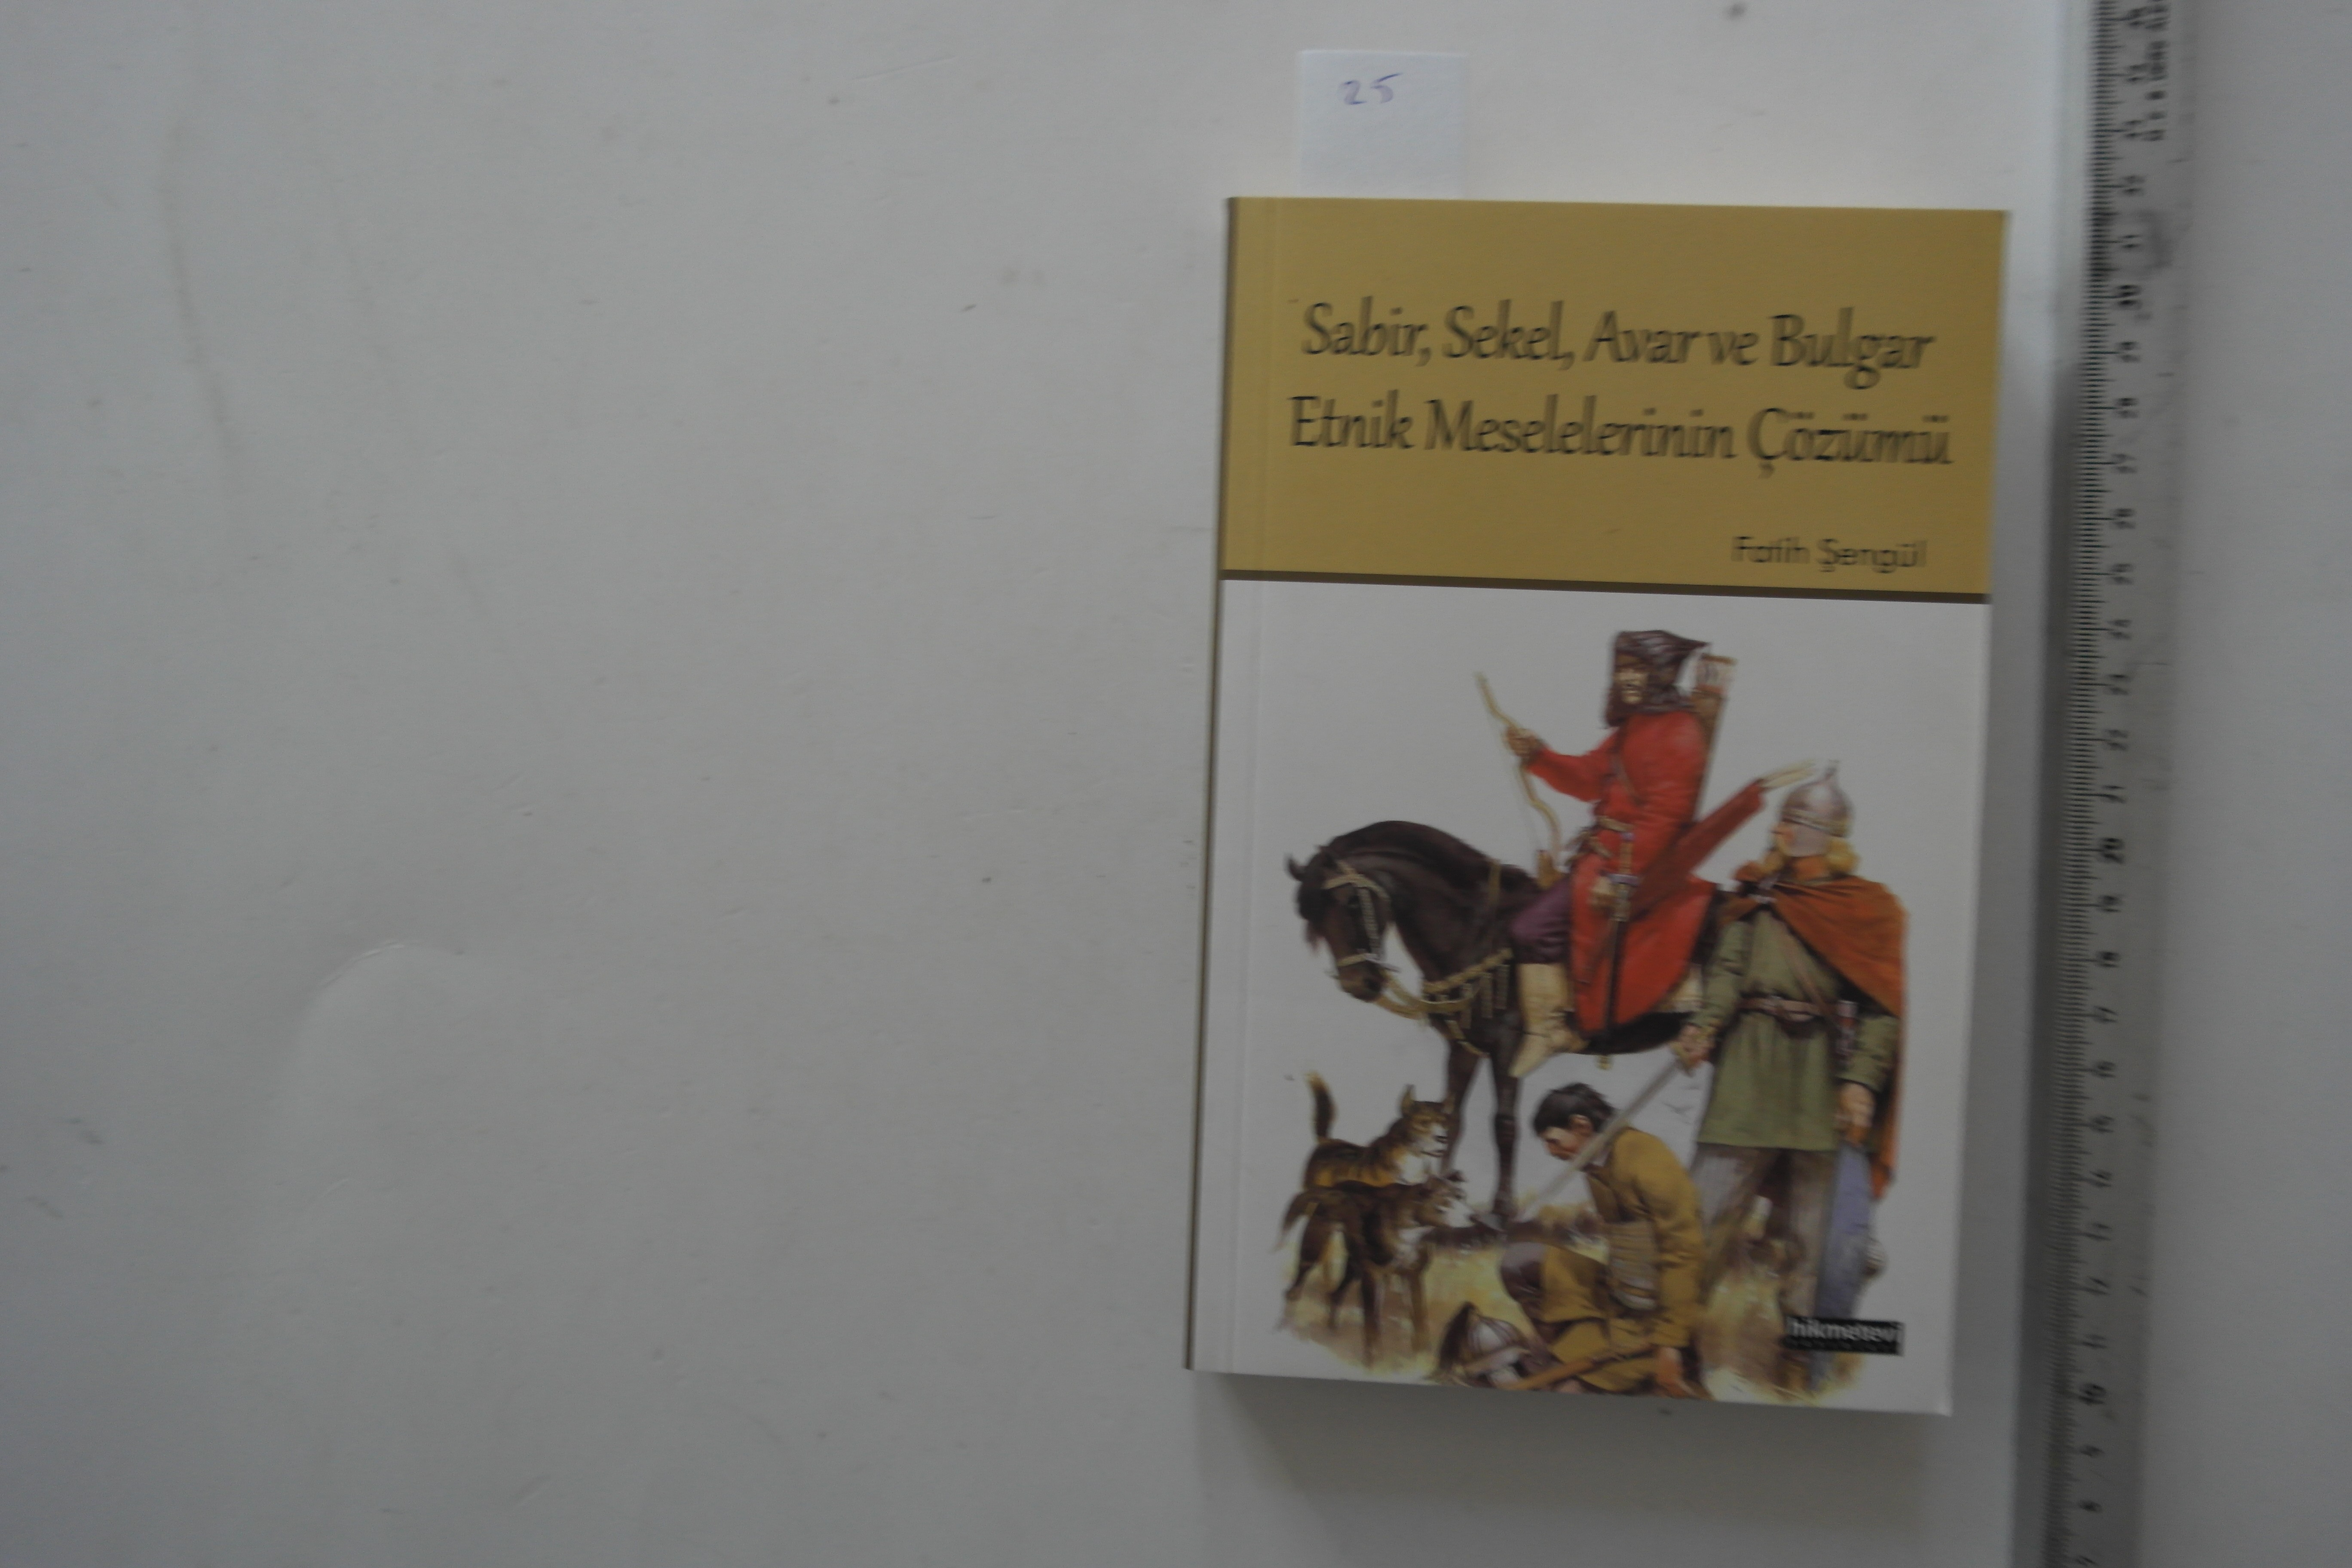 25
Sabir, Sekel, Avar ve Bulgar
Etnik Meselelerinin Çözümü
Fatih Şengül
hikmetevi